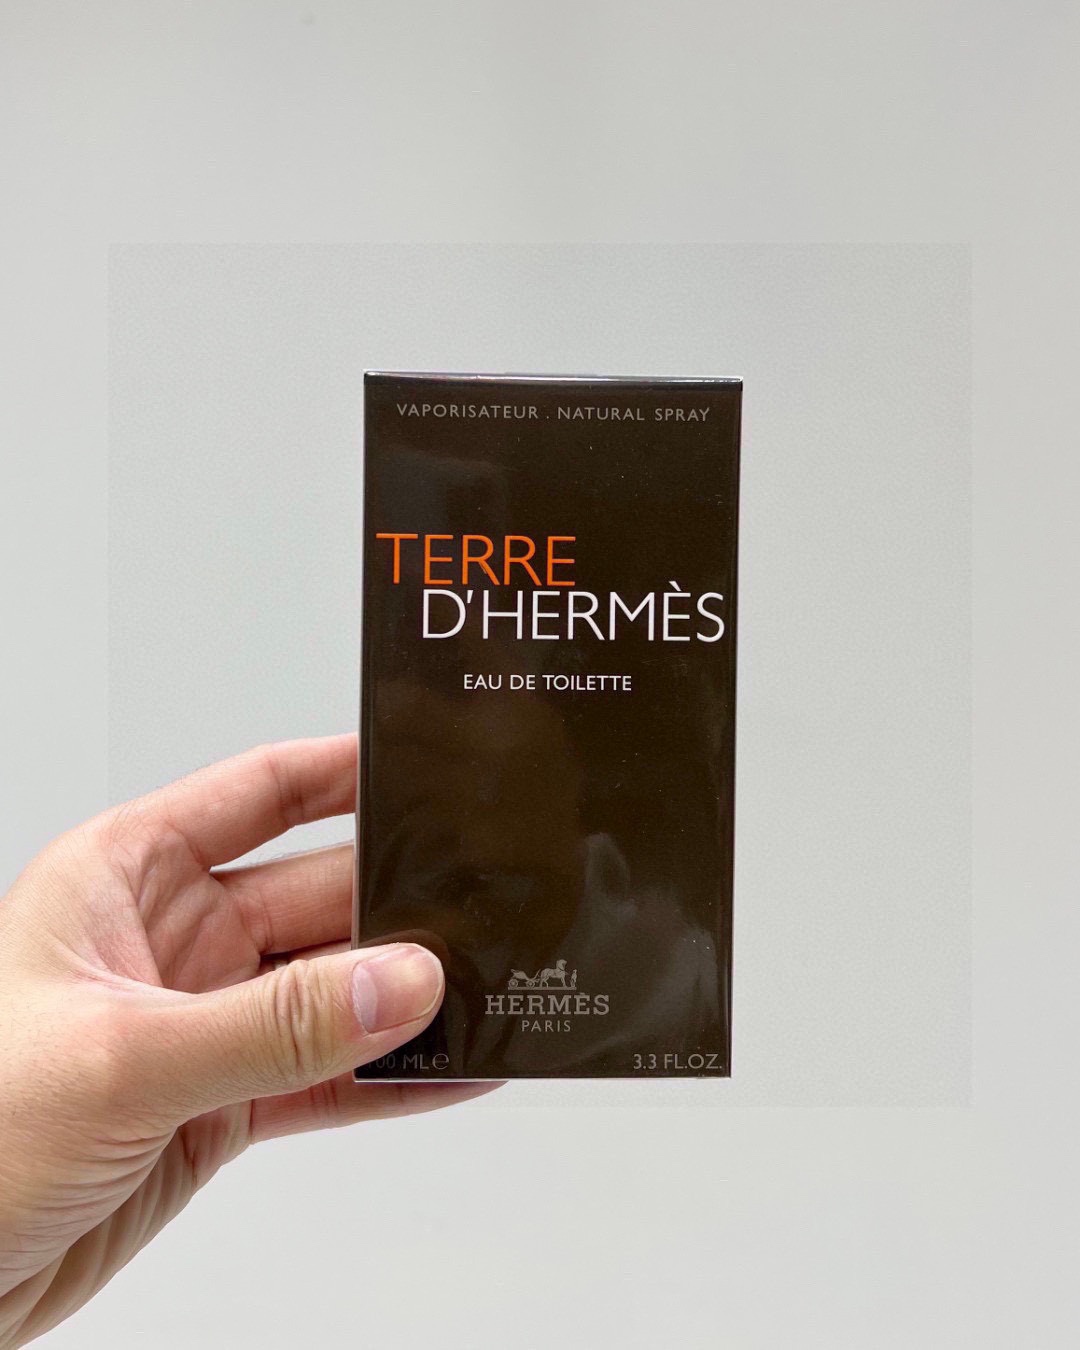 VAPORISATEUR . NATURAL SPRAY
TERRE
D'HERMÈS
EAU DE TOILETTE
HERMÈS
PARIS
ML ℮ 3.3 FL.OZ.